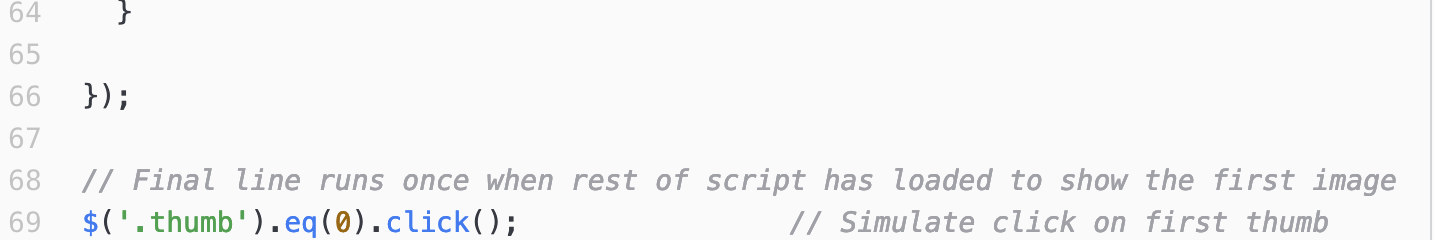 64 }
65
66 });
67
68 // Final line runs once when rest of script has loaded to show the first image
69 $('.thumb').eq(0).click(); // Simulate click on first thumb